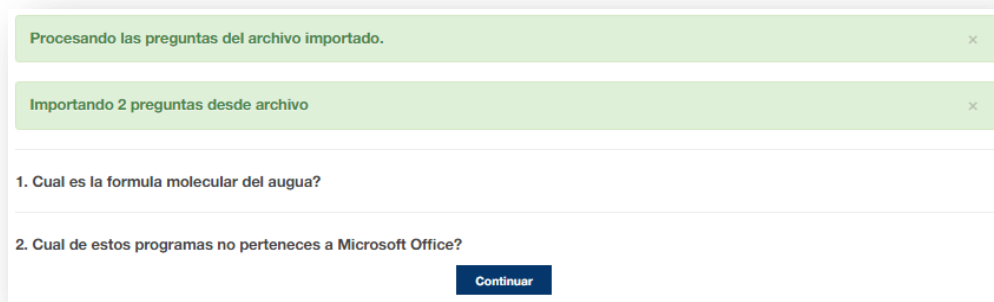 Procesando las preguntas del archivo importado.
×
Importando 2 preguntas desde archivo
×
1. Cual es la formula molecular del augua?
2. Cual de estos programas no perteneces a Microsoft Office?
Continuar